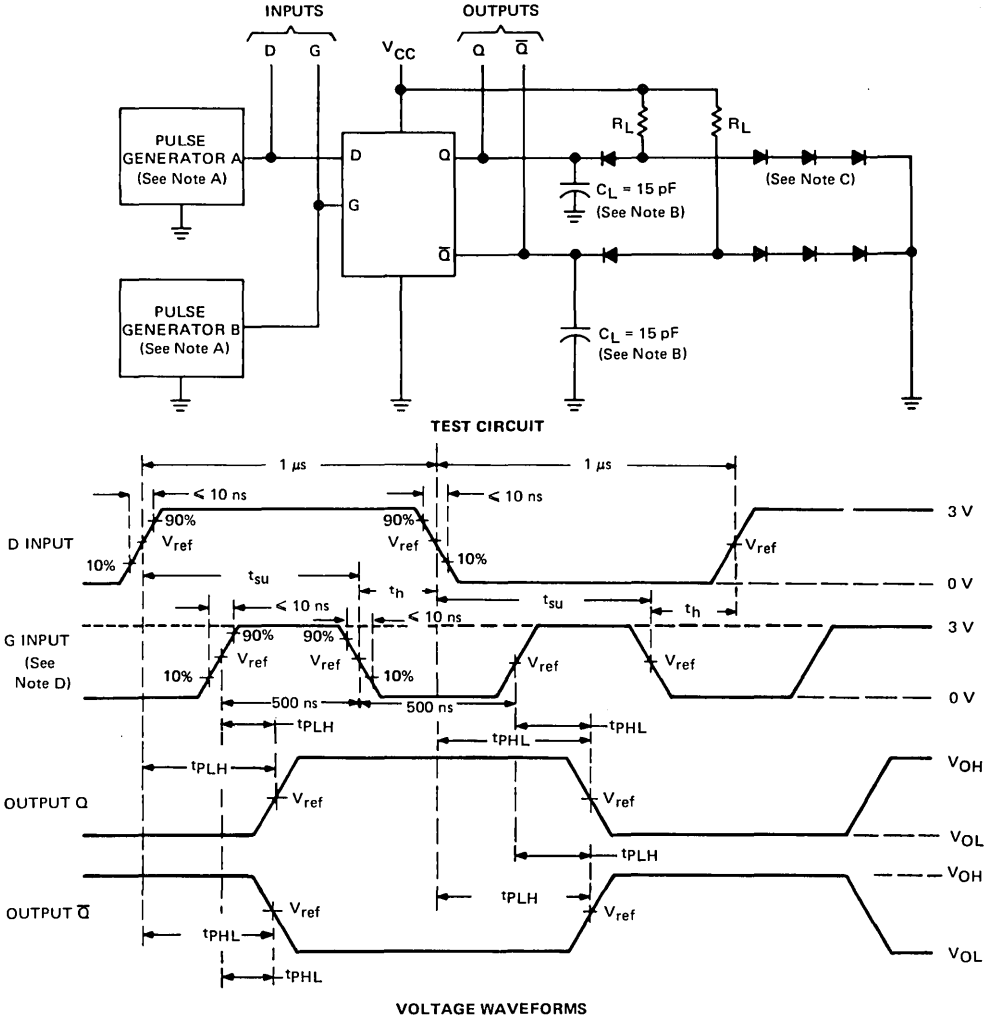 INPUTS
D G
OUTPUTS
Q Q̅
VCC
RL
RL
PULSE
GENERATOR A
(See Note A)
D
G
Q
Q̅
CL = 15 pF
(See Note B)
(See Note C)
PULSE
GENERATOR B
(See Note A)
CL = 15 pF
(See Note B)
TEST CIRCUIT
1 μs
1 μs
≤ 10 ns
≤ 10 ns
D INPUT
90%
Vref
10%
90%
Vref
10%
Vref
3 V
0 V
tsu
th
tsu
th
≤ 10 ns
≤ 10 ns
G INPUT
(See
Note D)
90%
Vref
10%
90%
Vref
10%
Vref
Vref
3 V
0 V
500 ns
500 ns
tPLH
tPHL
tPHL
tPLH
OUTPUT Q
Vref
Vref
VOH
VOL
tPLH
tPLH
OUTPUT Q̅
Vref
Vref
VOH
VOL
tPHL
tPHL
VOLTAGE WAVEFORMS